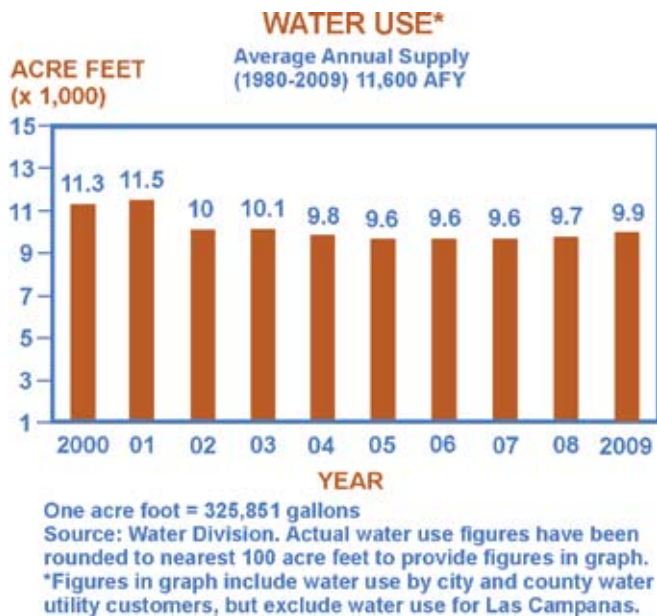 WATER USE*
Average Annual Supply
(1980-2009) 11,600 AFY
ACRE FEET
(x 1,000)
15
13
11
9
7
5
3
1
11.3 11.5 10 10.1 9.8 9.6 9.6 9.6 9.7 9.9
2000 01 02 03 04 05 06 07 08 2009
YEAR
One acre foot = 325,851 gallons
Source: Water Division. Actual water use figures have been
rounded to nearest 100 acre feet to provide figures in graph.
*Figures in graph include water use by city and county water
utility customers, but exclude water use for Las Campanas.